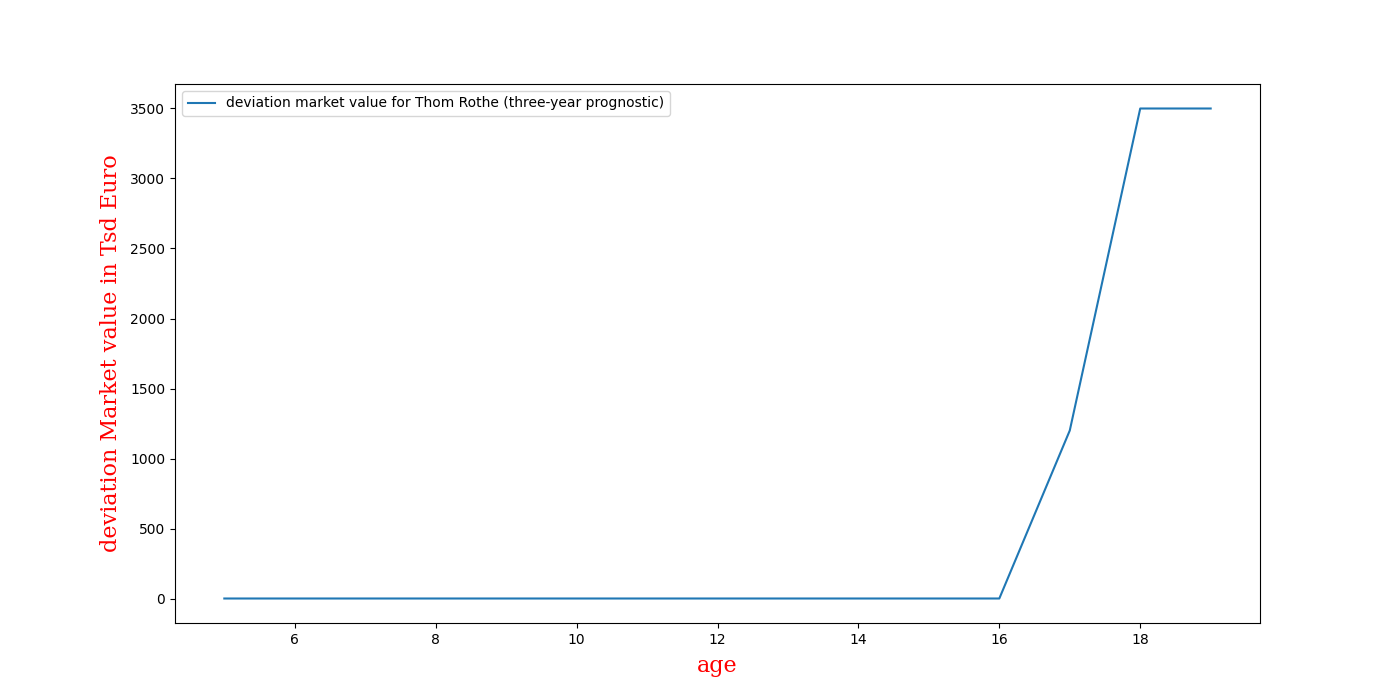 deviation market value for Thom Rothe (three-year prognostic)
deviation Market value in Tsd Euro
3500
3000
2500
2000
1500
1000
500
0
6 8 10 12 14 16 18
age